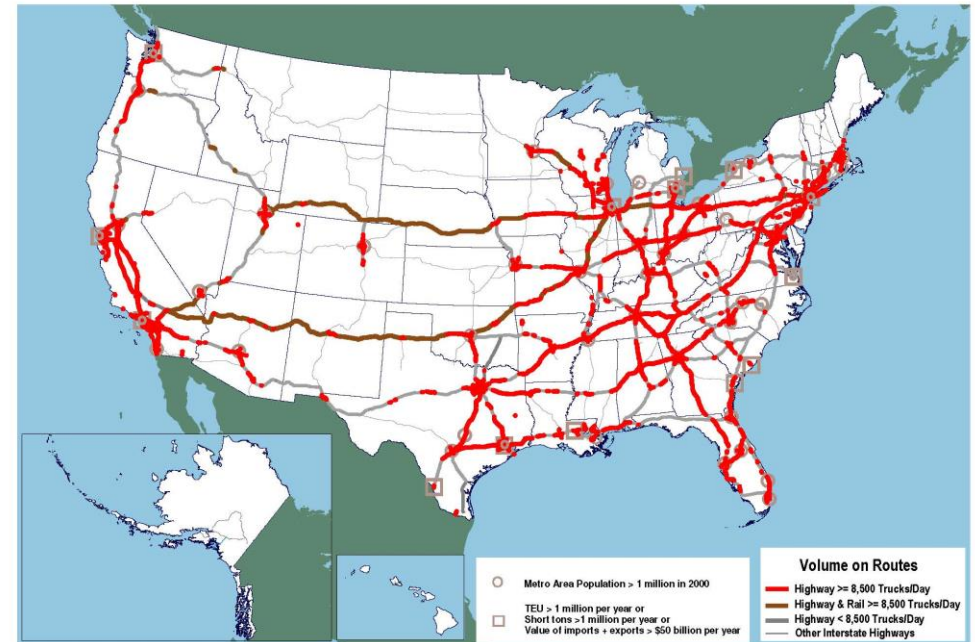 Metro Area Population > 1 million in 2000
TEU > 1 million per year or
Short tons >1 million per year or
Value of imports + exports > $50 billion per year
Volume on Routes
Highway >= 8,500 Trucks/Day
Highway & Rail >= 8,500 Trucks/Day
Highway < 8,500 Trucks/Day
Other Interstate Highways